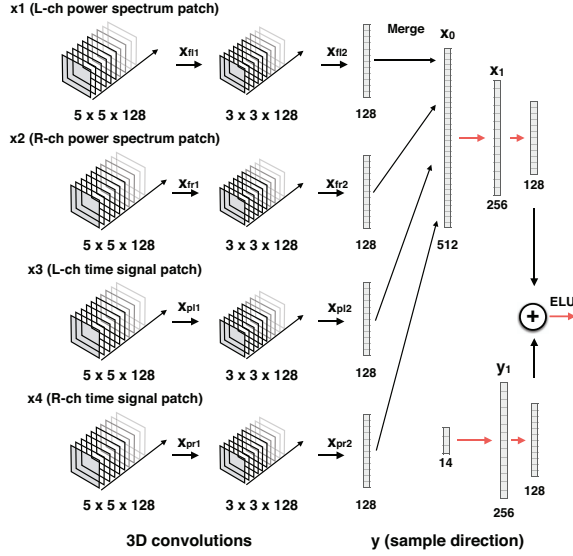 x1 (L-ch power spectrum patch)
xfl1
xfl2
Merge
x0
x1
5 x 5 x 128
3 x 3 x 128
128
x2 (R-ch power spectrum patch)
xfr1
xfr2
128
256
5 x 5 x 128
3 x 3 x 128
128
512
x3 (L-ch time signal patch)
xpl1
xpl2
ELU
+
5 x 5 x 128
3 x 3 x 128
128
y1
x4 (R-ch time signal patch)
xpr1
xpr2
14
128
5 x 5 x 128
3 x 3 x 128
128
256
3D convolutions
y (sample direction)